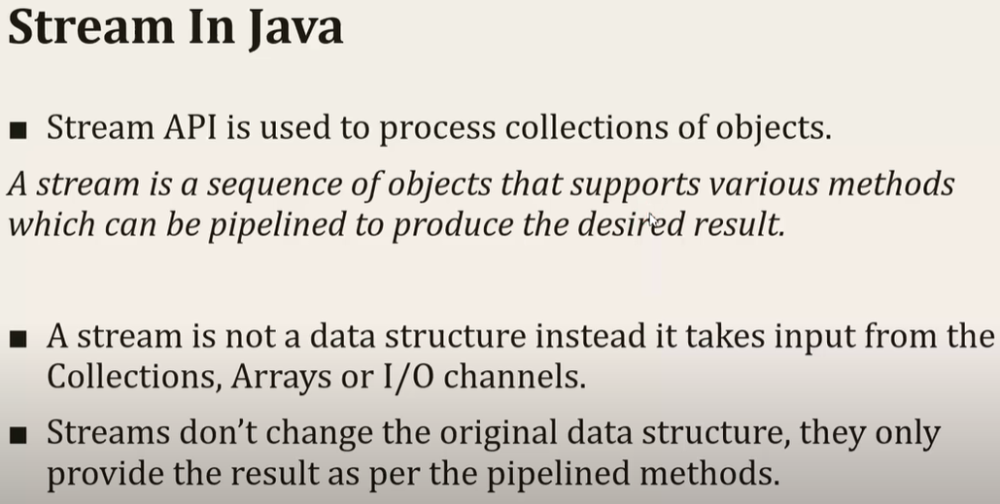 Stream In Java
■ Stream API is used to process collections of objects.
A stream is a sequence of objects that supports various methods
which can be pipelined to produce the desired result.
■ A stream is not a data structure instead it takes input from the
Collections, Arrays or I/O channels.
■ Streams don’t change the original data structure, they only
provide the result as per the pipelined methods.